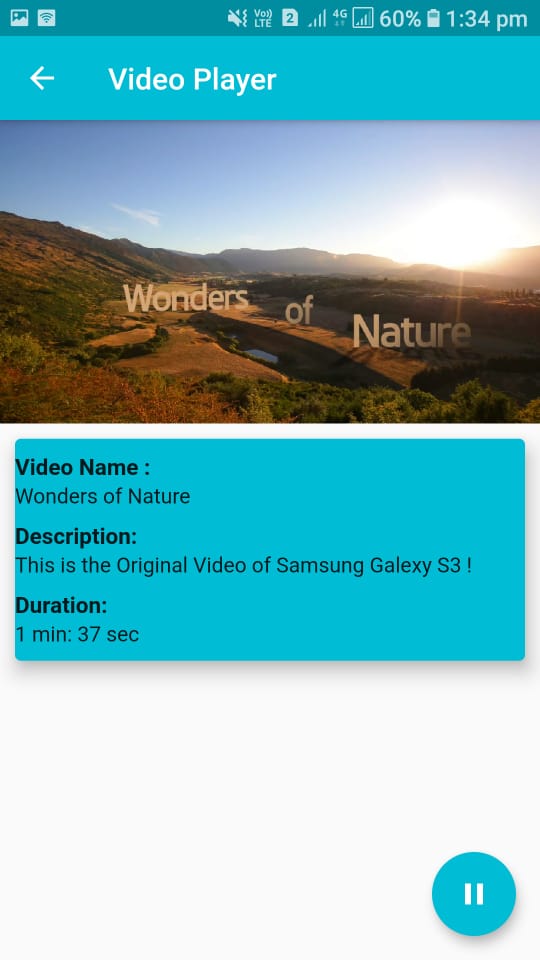 Vo)) LTE 2 4G 60% 1:34 pm
Video Player
Wonders of Nature
Video Name :
Wonders of Nature
Description:
This is the Original Video of Samsung Galexy S3 !
Duration:
1 min: 37 sec